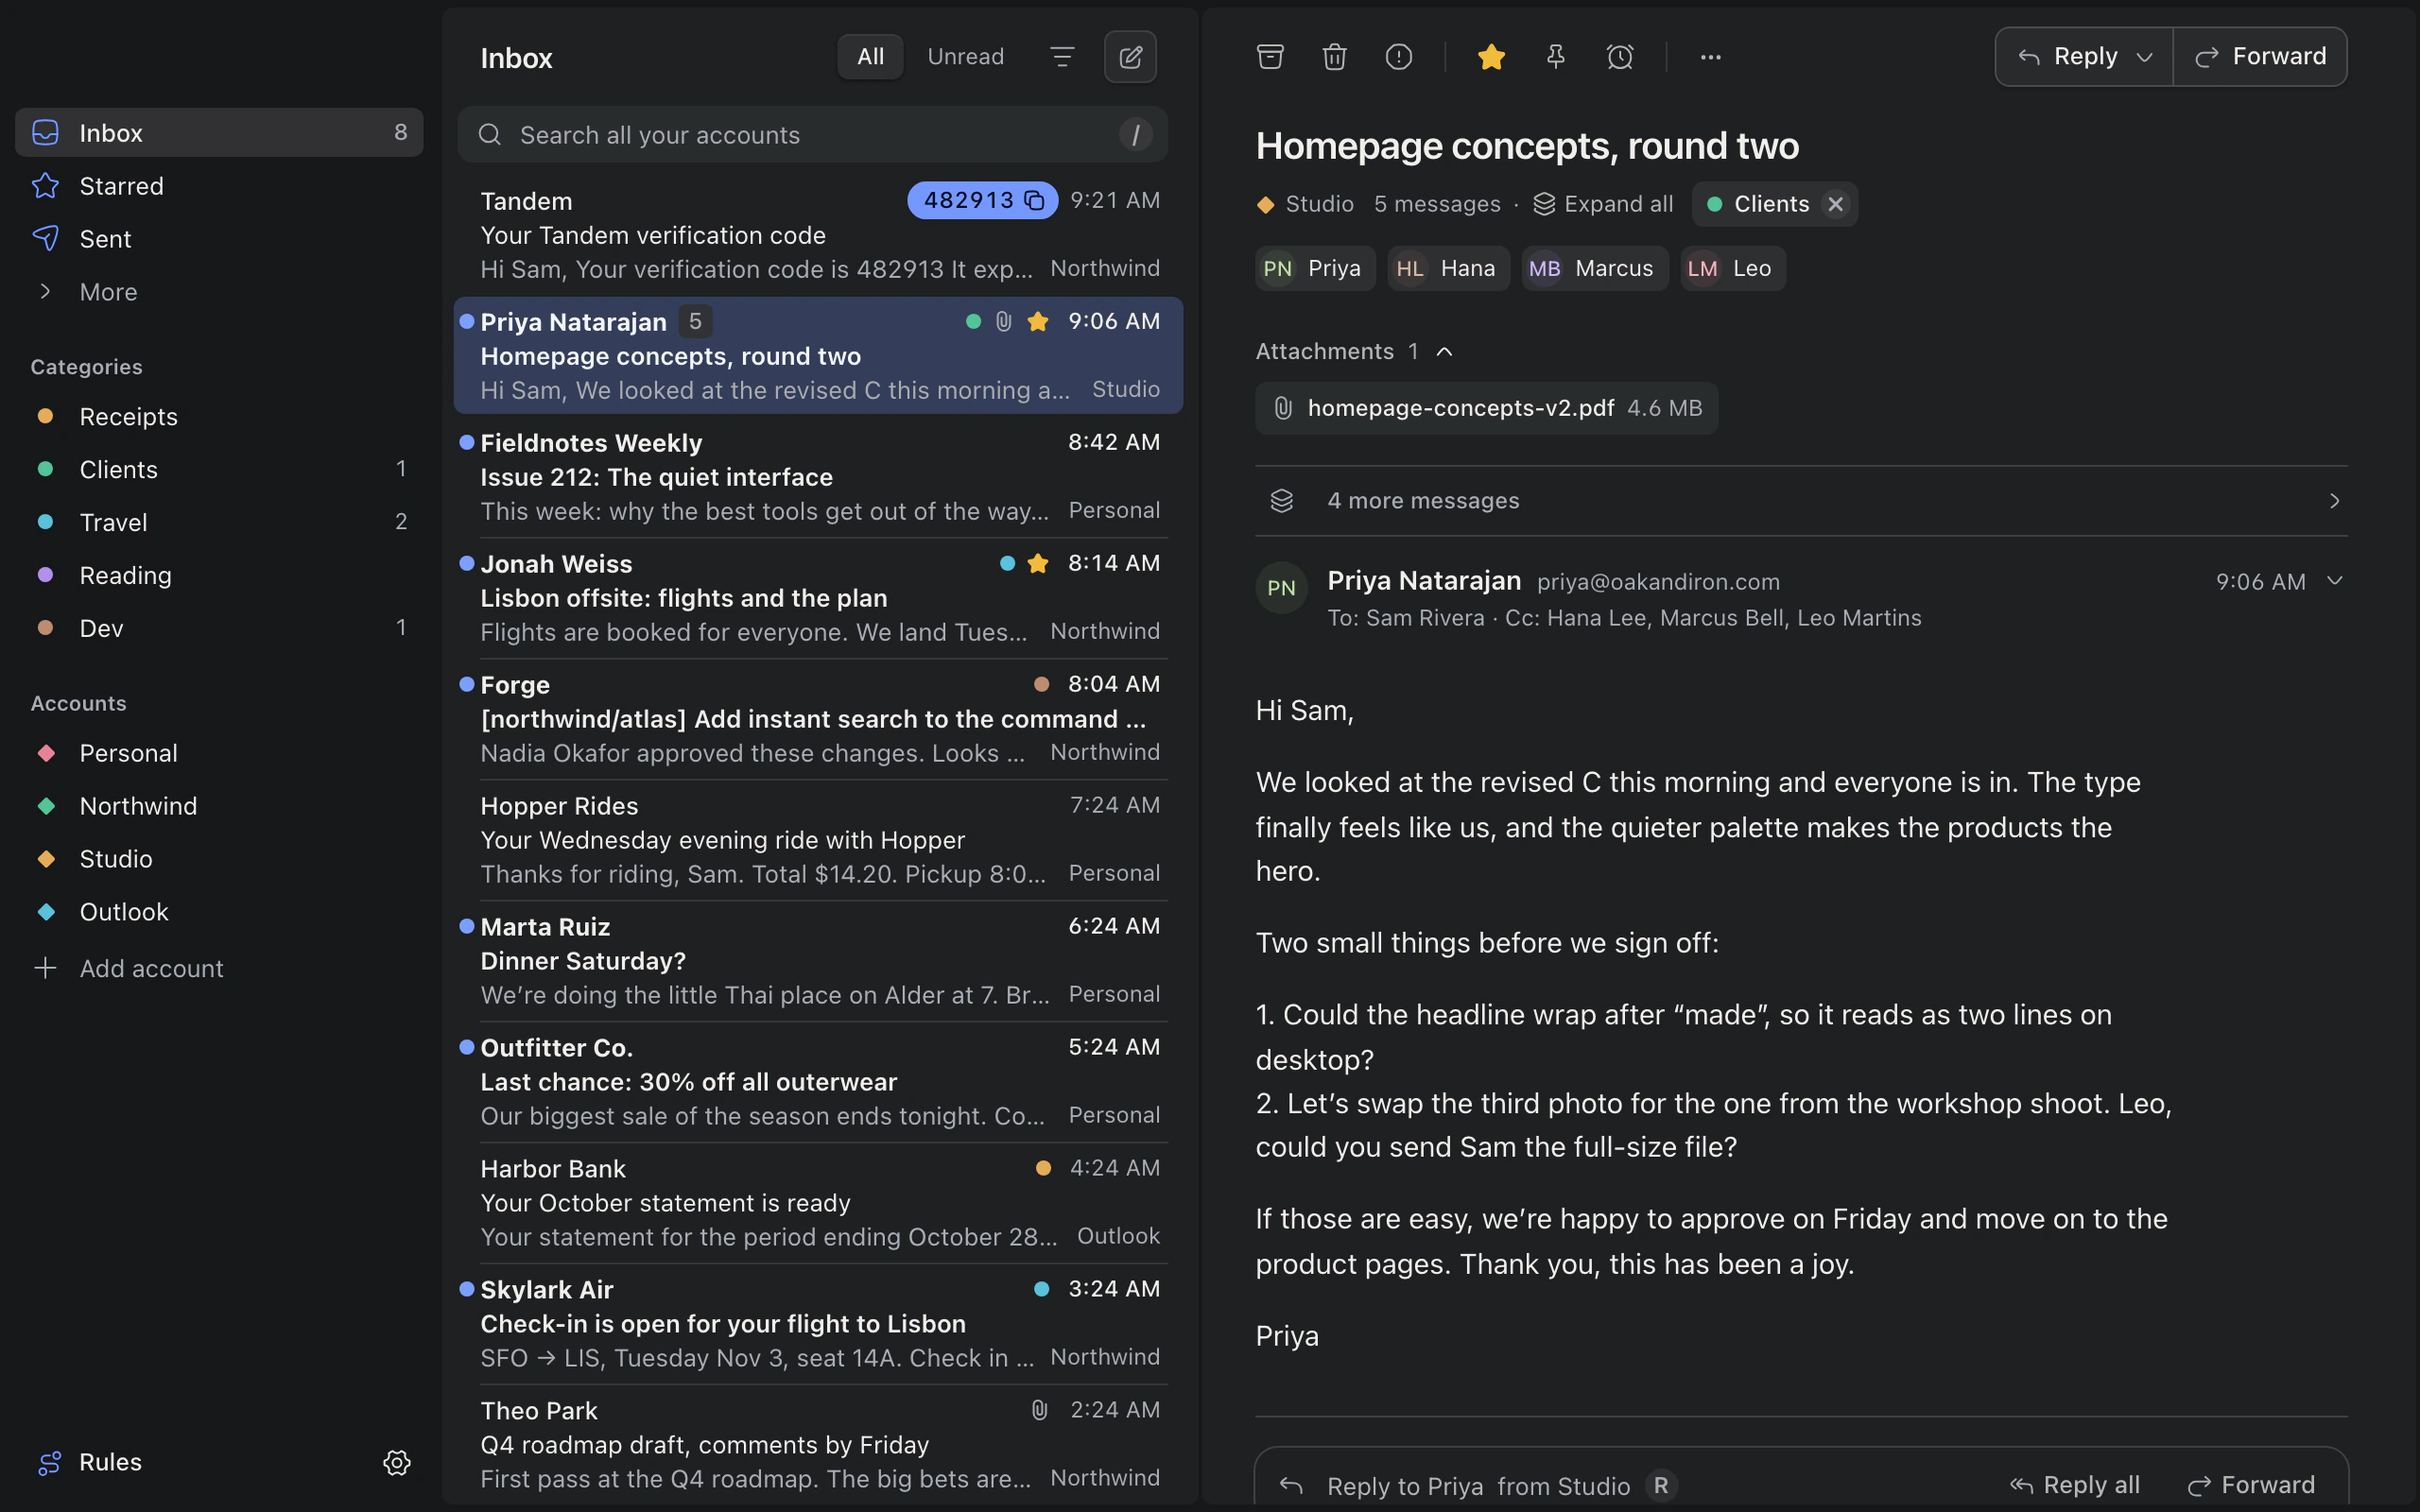 Inbox 8
Starred
Sent
More
Categories
Receipts
Clients 1
Travel 2
Reading
Dev 1
Accounts
Personal
Northwind
Studio
Outlook
Add account
Rules
Inbox All Unread
Search all your accounts /
Tandem 482913 9:21 AM
Your Tandem verification code
Hi Sam, Your verification code is 482913 It exp... Northwind
Priya Natarajan 5 9:06 AM
Homepage concepts, round two
Hi Sam, We looked at the revised C this morning a... Studio
Fieldnotes Weekly 8:42 AM
Issue 212: The quiet interface
This week: why the best tools get out of the way... Personal
Jonah Weiss 8:14 AM
Lisbon offsite: flights and the plan
Flights are booked for everyone. We land Tues... Northwind
Forge 8:04 AM
[northwind/atlas] Add instant search to the command ...
Nadia Okafor approved these changes. Looks ... Northwind
Hopper Rides 7:24 AM
Your Wednesday evening ride with Hopper
Thanks for riding, Sam. Total $14.20. Pickup 8:0... Personal
Marta Ruiz 6:24 AM
Dinner Saturday?
We’re doing the little Thai place on Alder at 7. Br... Personal
Outfitter Co. 5:24 AM
Last chance: 30% off all outerwear
Our biggest sale of the season ends tonight. Co... Personal
Harbor Bank 4:24 AM
Your October statement is ready
Your statement for the period ending October 28... Outlook
Skylark Air 3:24 AM
Check-in is open for your flight to Lisbon
SFO → LIS, Tuesday Nov 3, seat 14A. Check in ... Northwind
Theo Park 2:24 AM
Q4 roadmap draft, comments by Friday
First pass at the Q4 roadmap. The big bets are... Northwind
Reply Forward
Homepage concepts, round two
Studio 5 messages · Expand all Clients
PN Priya HL Hana MB Marcus LM Leo
Attachments 1
homepage-concepts-v2.pdf 4.6 MB
4 more messages
PN Priya Natarajan priya@oakandiron.com 9:06 AM
To: Sam Rivera · Cc: Hana Lee, Marcus Bell, Leo Martins
Hi Sam,
We looked at the revised C this morning and everyone is in. The type
finally feels like us, and the quieter palette makes the products the
hero.
Two small things before we sign off:
1. Could the headline wrap after “made”, so it reads as two lines on
desktop?
2. Let’s swap the third photo for the one from the workshop shoot. Leo,
could you send Sam the full-size file?
If those are easy, we’re happy to approve on Friday and move on to the
product pages. Thank you, this has been a joy.
Priya
Reply to Priya from Studio R Reply all Forward